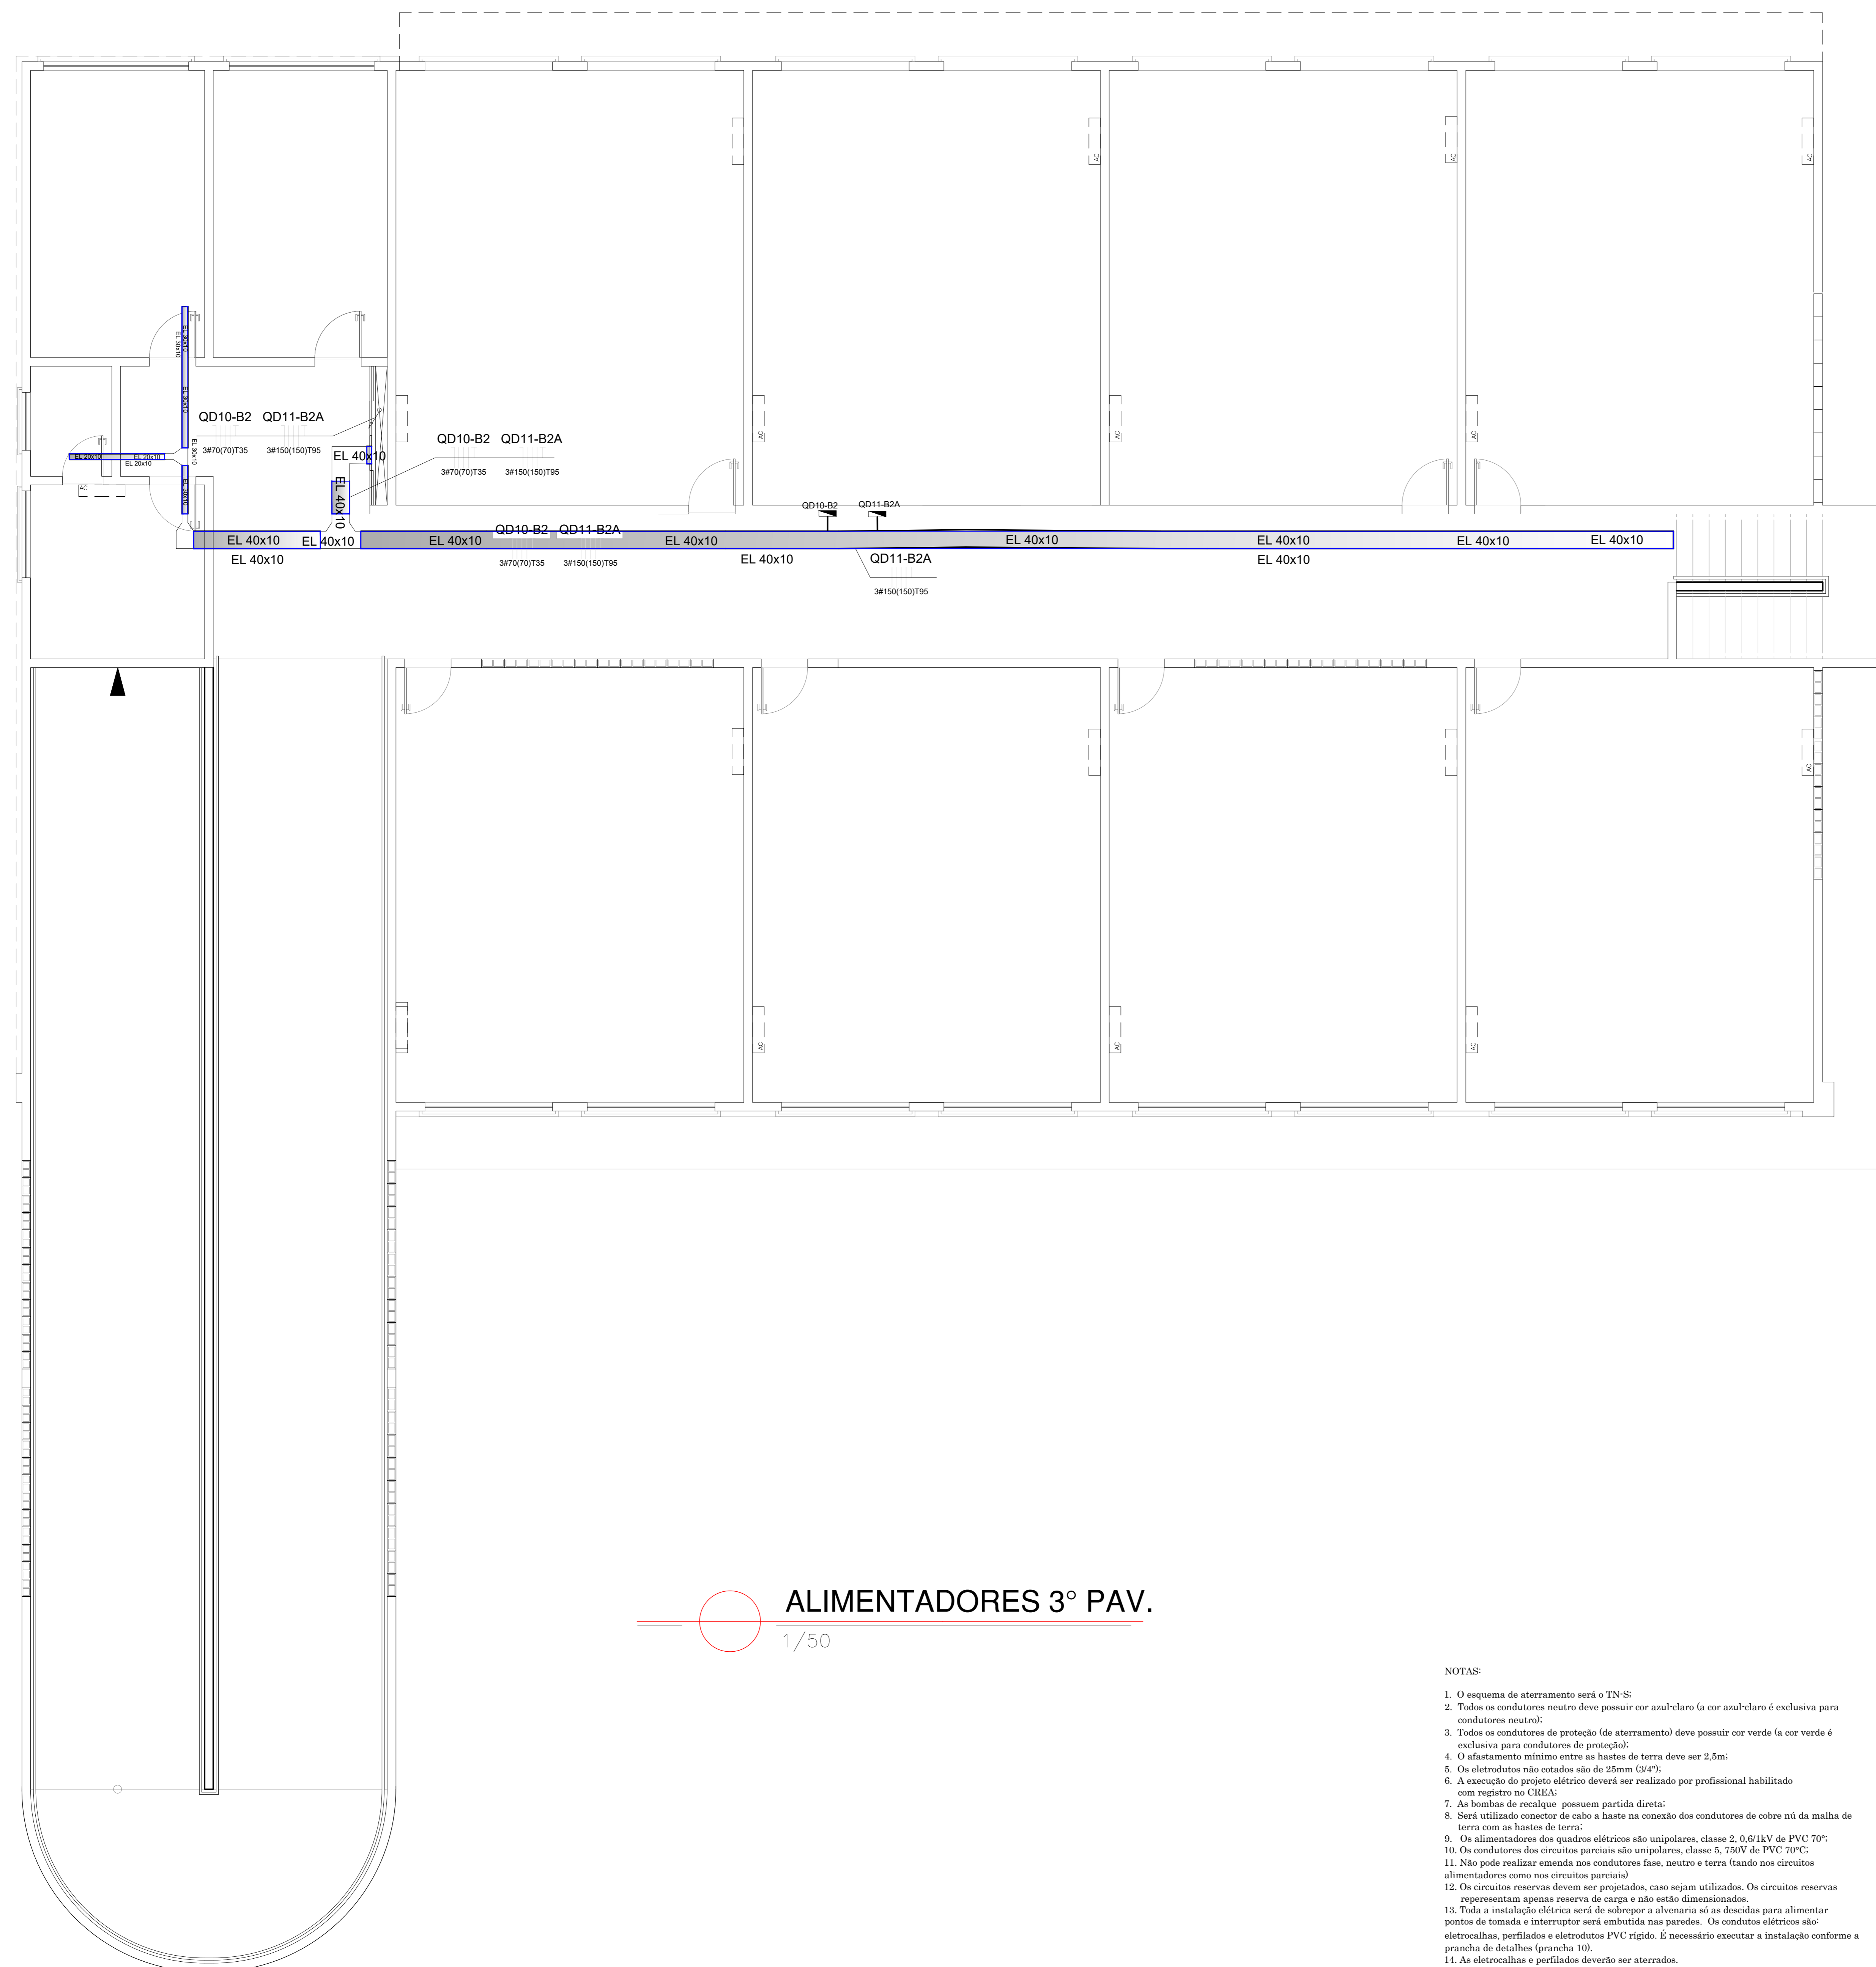 AC
AC
AC
EL 30x10
EL 30x10
EL 30x10
QD10-B2 QD11-B2A
3#70(70)T35 3#150(150)T95
EL 30x10
EL 20x10
EL 20x10
EL 20x10
EL 30x10
AC
EL 40x10
EL 40x10
QD10-B2 QD11-B2A
3#70(70)T35 3#150(150)T95
AC
AC
AC
QD10-B2 QD11-B2A
QD10-B2 QD11-B2A
EL 40x10 EL 40x10 EL 40x10 EL 40x10 EL 40x10 EL 40x10 EL 40x10 EL 40x10
EL 40x10 EL 40x10 EL 40x10
3#70(70)T35 3#150(150)T95
QD11-B2A
3#150(150)T95
AC
AC
AC
AC
ALIMENTADORES 3° PAV.
1/50
NOTAS:
1. O esquema de aterramento será o TN-S;
2. Todos os condutores neutro deve possuir cor azul-claro (a cor azul-claro é exclusiva para
condutores neutro);
3. Todos os condutores de proteção (de aterramento) deve possuir cor verde (a cor verde é
exclusiva para condutores de proteção);
4. O afastamento mínimo entre as hastes de terra deve ser 2,5m;
5. Os eletrodutos não cotados são de 25mm (3/4");
6. A execução do projeto elétrico deverá ser realizado por profissional habilitado
com registro no CREA;
7. As bombas de recalque possuem partida direta;
8. Será utilizado conector de cabo a haste na conexão dos condutores de cobre nú da malha de
terra com as hastes de terra;
9. Os alimentadores dos quadros elétricos são unipolares, classe 2, 0,6/1kV de PVC 70°;
10. Os condutores dos circuitos parciais são unipolares, classe 5, 750V de PVC 70°C;
11. Não pode realizar emenda nos condutores fase, neutro e terra (tando nos circuitos
alimentadores como nos circuitos parciais)
12. Os circuitos reservas devem ser projetados, caso sejam utilizados. Os circuitos reservas
reperesentam apenas reserva de carga e não estão dimensionados.
13. Toda a instalação elétrica será de sobrepor a alvenaria só as descidas para alimentar
pontos de tomada e interruptor será embutida nas paredes. Os condutos elétricos são:
eletrocalhas, perfilados e eletrodutos PVC rígido. É necessário executar a instalação conforme a
prancha de detalhes (prancha 10).
14. As eletrocalhas e perfilados deverão ser aterrados.